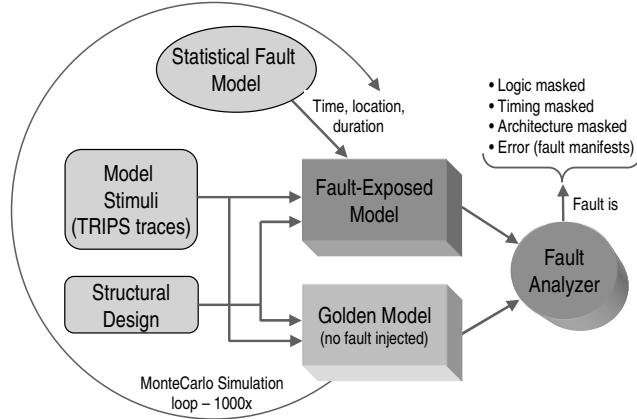 Statistical Fault
Model
Time, location,
duration
• Logic masked
• Timing masked
• Architecture masked
• Error (fault manifests)
Model
Stimuli
(TRIPS traces)
Fault-Exposed
Model
Fault is
Fault
Analyzer
Structural
Design
Golden Model
(no fault injected)
MonteCarlo Simulation
loop – 1000x